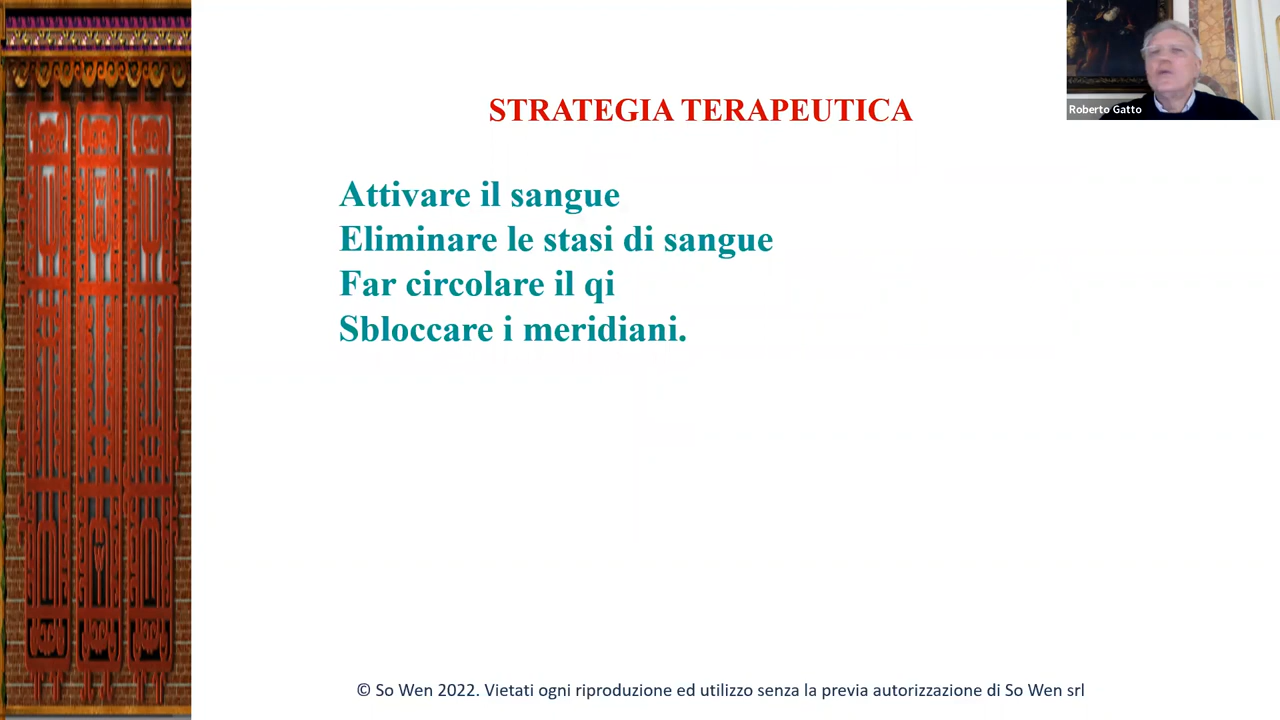 Roberto Gatto
STRATEGIA TERAPEUTICA
Attivare il sangue
Eliminare le stasi di sangue
Far circolare il qi
Sbloccare i meridiani.
© So Wen 2022. Vietati ogni riproduzione ed utilizzo senza la previa autorizzazione di So Wen srl